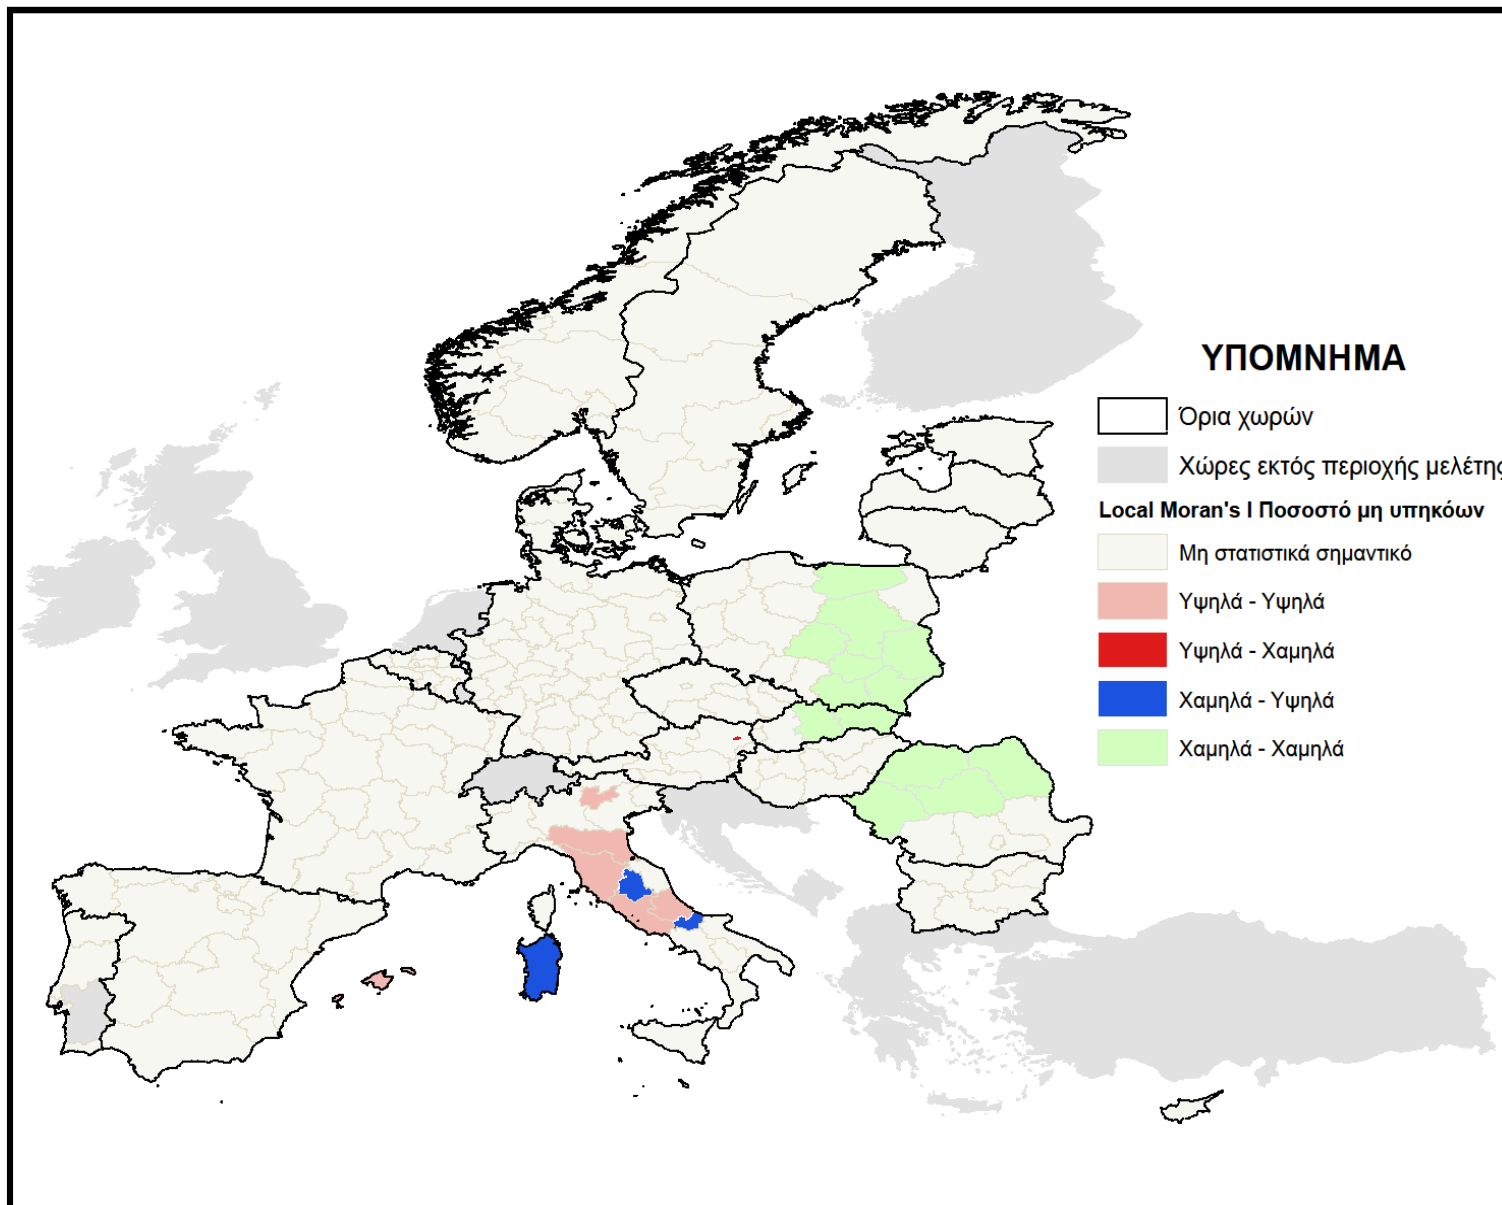 ΥΠΟΜΝΗΜΑ
Όρια χωρών
Χώρες εκτός περιοχής μελέτης
Local Moran's I Ποσοστό μη υπηκόων
Μη στατιστικά σημαντικό
Υψηλά - Υψηλά
Υψηλά - Χαμηλά
Χαμηλά - Υψηλά
Χαμηλά - Χαμηλά